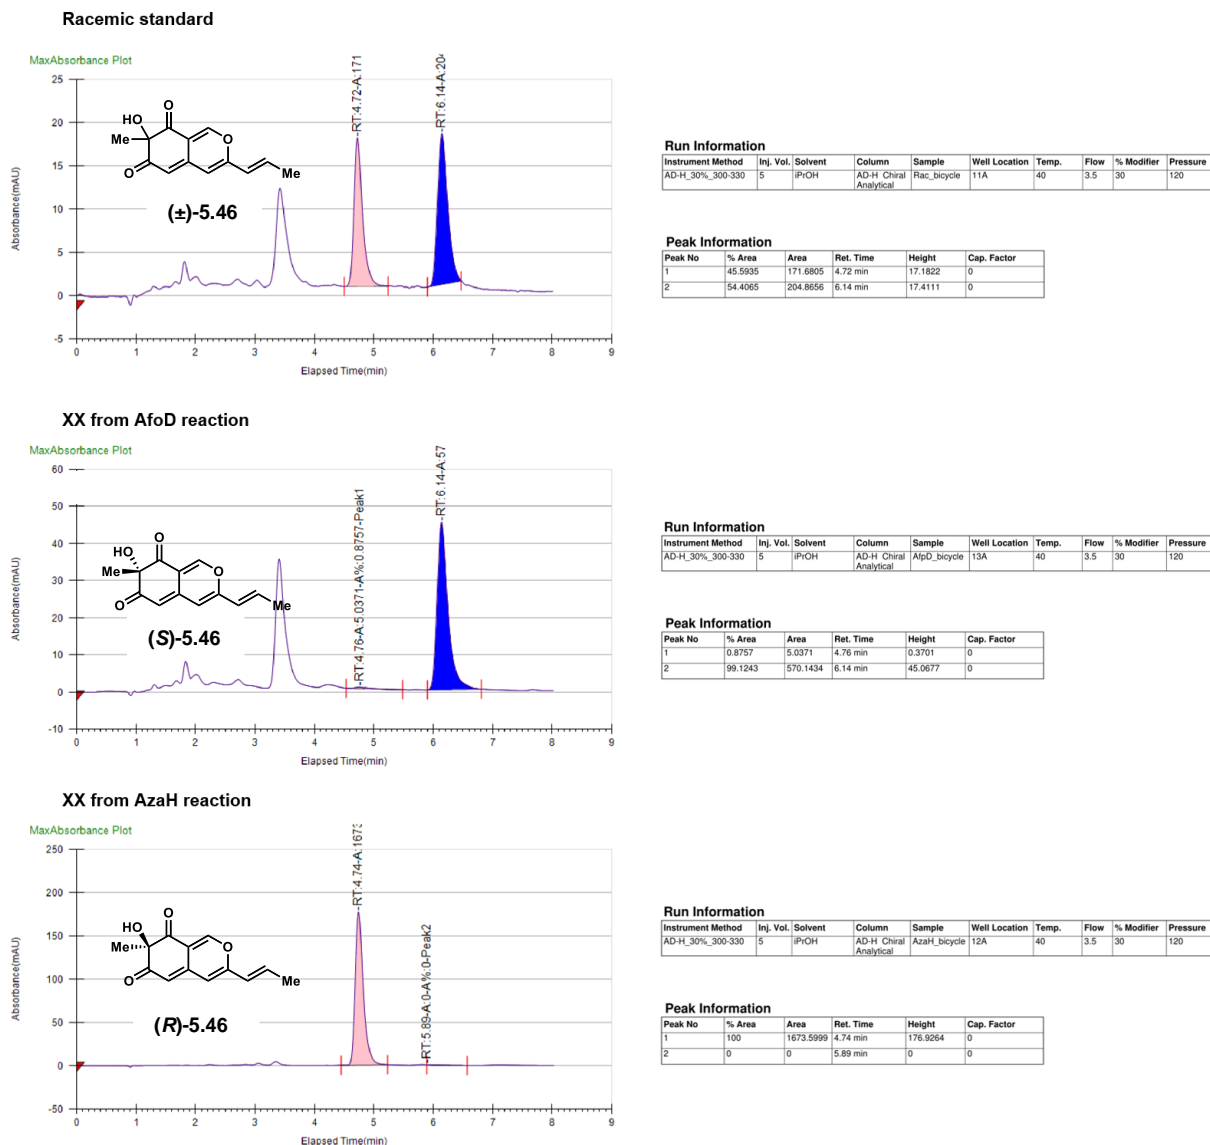 Racemic standard
MaxAbsorbance Plot
RT:4.72-A:171
RT:6.14-A:204
25
20
15
10
5
0
-5
Absorbance(mAU)
HO
O
Me
O
O
Me
(±)-5.46
0 1 2 3 4 5 6 7 8 9
Elapsed Time(min)
Run Information
Instrument Method Inj. Vol. Solvent Column Sample Well Location Temp. Flow % Modifier Pressure
AD-H_30%_300-330 5 iPrOH AD-H Chiral Rac_bicycle 11A 40 3.5 30 120
Analytical
Peak Information
Peak No % Area Area Ret. Time Height Cap. Factor
1 45.5935 171.6805 4.72 min 17.1822 0
2 54.4065 204.8656 6.14 min 17.4111 0
XX from AfoD reaction
MaxAbsorbance Plot
RT:4.76-A:5.0371-A%:0.8757-Peak1
RT:6.14-A:57
60
50
40
30
20
10
0
-10
Absorbance(mAU)
HO
O
Me
O
O
Me
(S)-5.46
0 1 2 3 4 5 6 7 8 9
Elapsed Time(min)
Run Information
Instrument Method Inj. Vol. Solvent Column Sample Well Location Temp. Flow % Modifier Pressure
AD-H_30%_300-330 5 iPrOH AD-H Chiral AfpD_bicycle 13A 40 3.5 30 120
Analytical
Peak Information
Peak No % Area Area Ret. Time Height Cap. Factor
1 0.8757 5.0371 4.76 min 0.3701 0
2 99.1243 570.1434 6.14 min 45.0677 0
XX from AzaH reaction
MaxAbsorbance Plot
RT:4.74-A:1673
RT:5.89-A:0-A%:0-Peak2
250
200
150
100
50
0
-50
Absorbance(mAU)
HO
O
Me
O
O
Me
(R)-5.46
0 1 2 3 4 5 6 7 8 9
Elapsed Time(min)
Run Information
Instrument Method Inj. Vol. Solvent Column Sample Well Location Temp. Flow % Modifier Pressure
AD-H_30%_300-330 5 iPrOH AD-H Chiral AzaH_bicycle 12A 40 3.5 30 120
Analytical
Peak Information
Peak No % Area Area Ret. Time Height Cap. Factor
1 100 1673.5999 4.74 min 176.9264 0
2 0 0 5.89 min 0 0